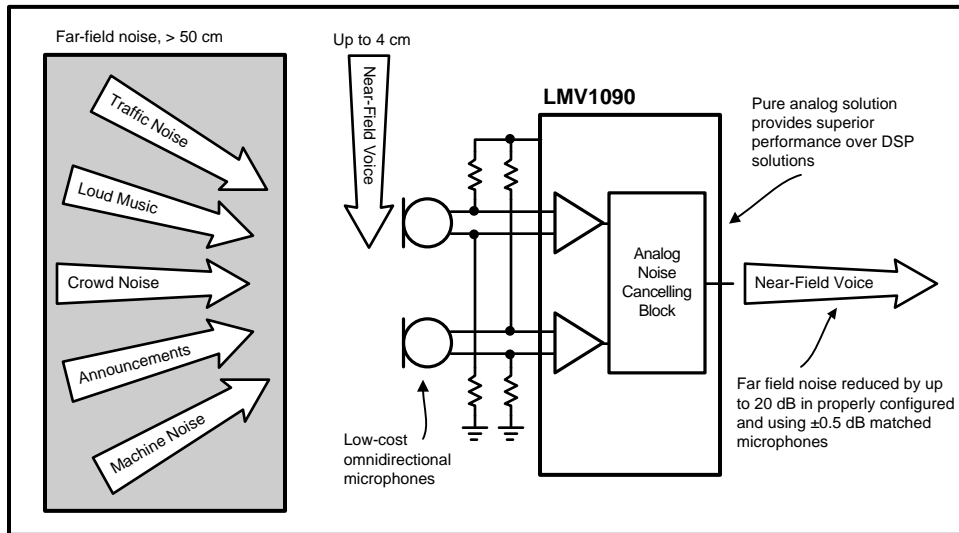 Far-field noise, > 50 cm
Traffic Noise
Loud Music
Crowd Noise
Announcements
Machine Noise
Up to 4 cm
Near-Field Voice
Low-cost
omnidirectional
microphones
LMV1090
Analog
Noise
Cancelling
Block
Pure analog solution
provides superior
performance over DSP
solutions
Near-Field Voice
Far field noise reduced by up
to 20 dB in properly configured
and using ±0.5 dB matched
microphones